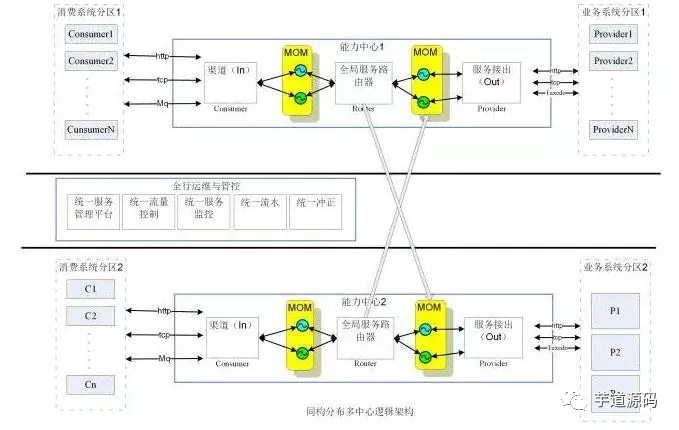 消费系统分区1
业务系统分区1
Consumer1
Consumer2
CunsumerN
http
tcp
Mq
能力中心1
渠道（In）
Consumer
MOM
全局服务路
由器
Router
MOM
服务接出
（Out）
Provider
http
tcp
Tuxedo
Provider1
Provider2
ProviderN
全行运维与管控
统一服务
管理平台
统一流量
控制
统一服务
监控
统一流水
统一冲正
消费系统分区2
业务系统分区2
C1
C2
Cn
http
tcp
Mq
能力中心2
渠道（In）
Consumer
MOM
全局服务路
由器
Router
MOM
服务接出
（Out）
Provider
http
tcp
Tuxedo
P1
P2
同构分布多中心逻辑架构
芋道源码